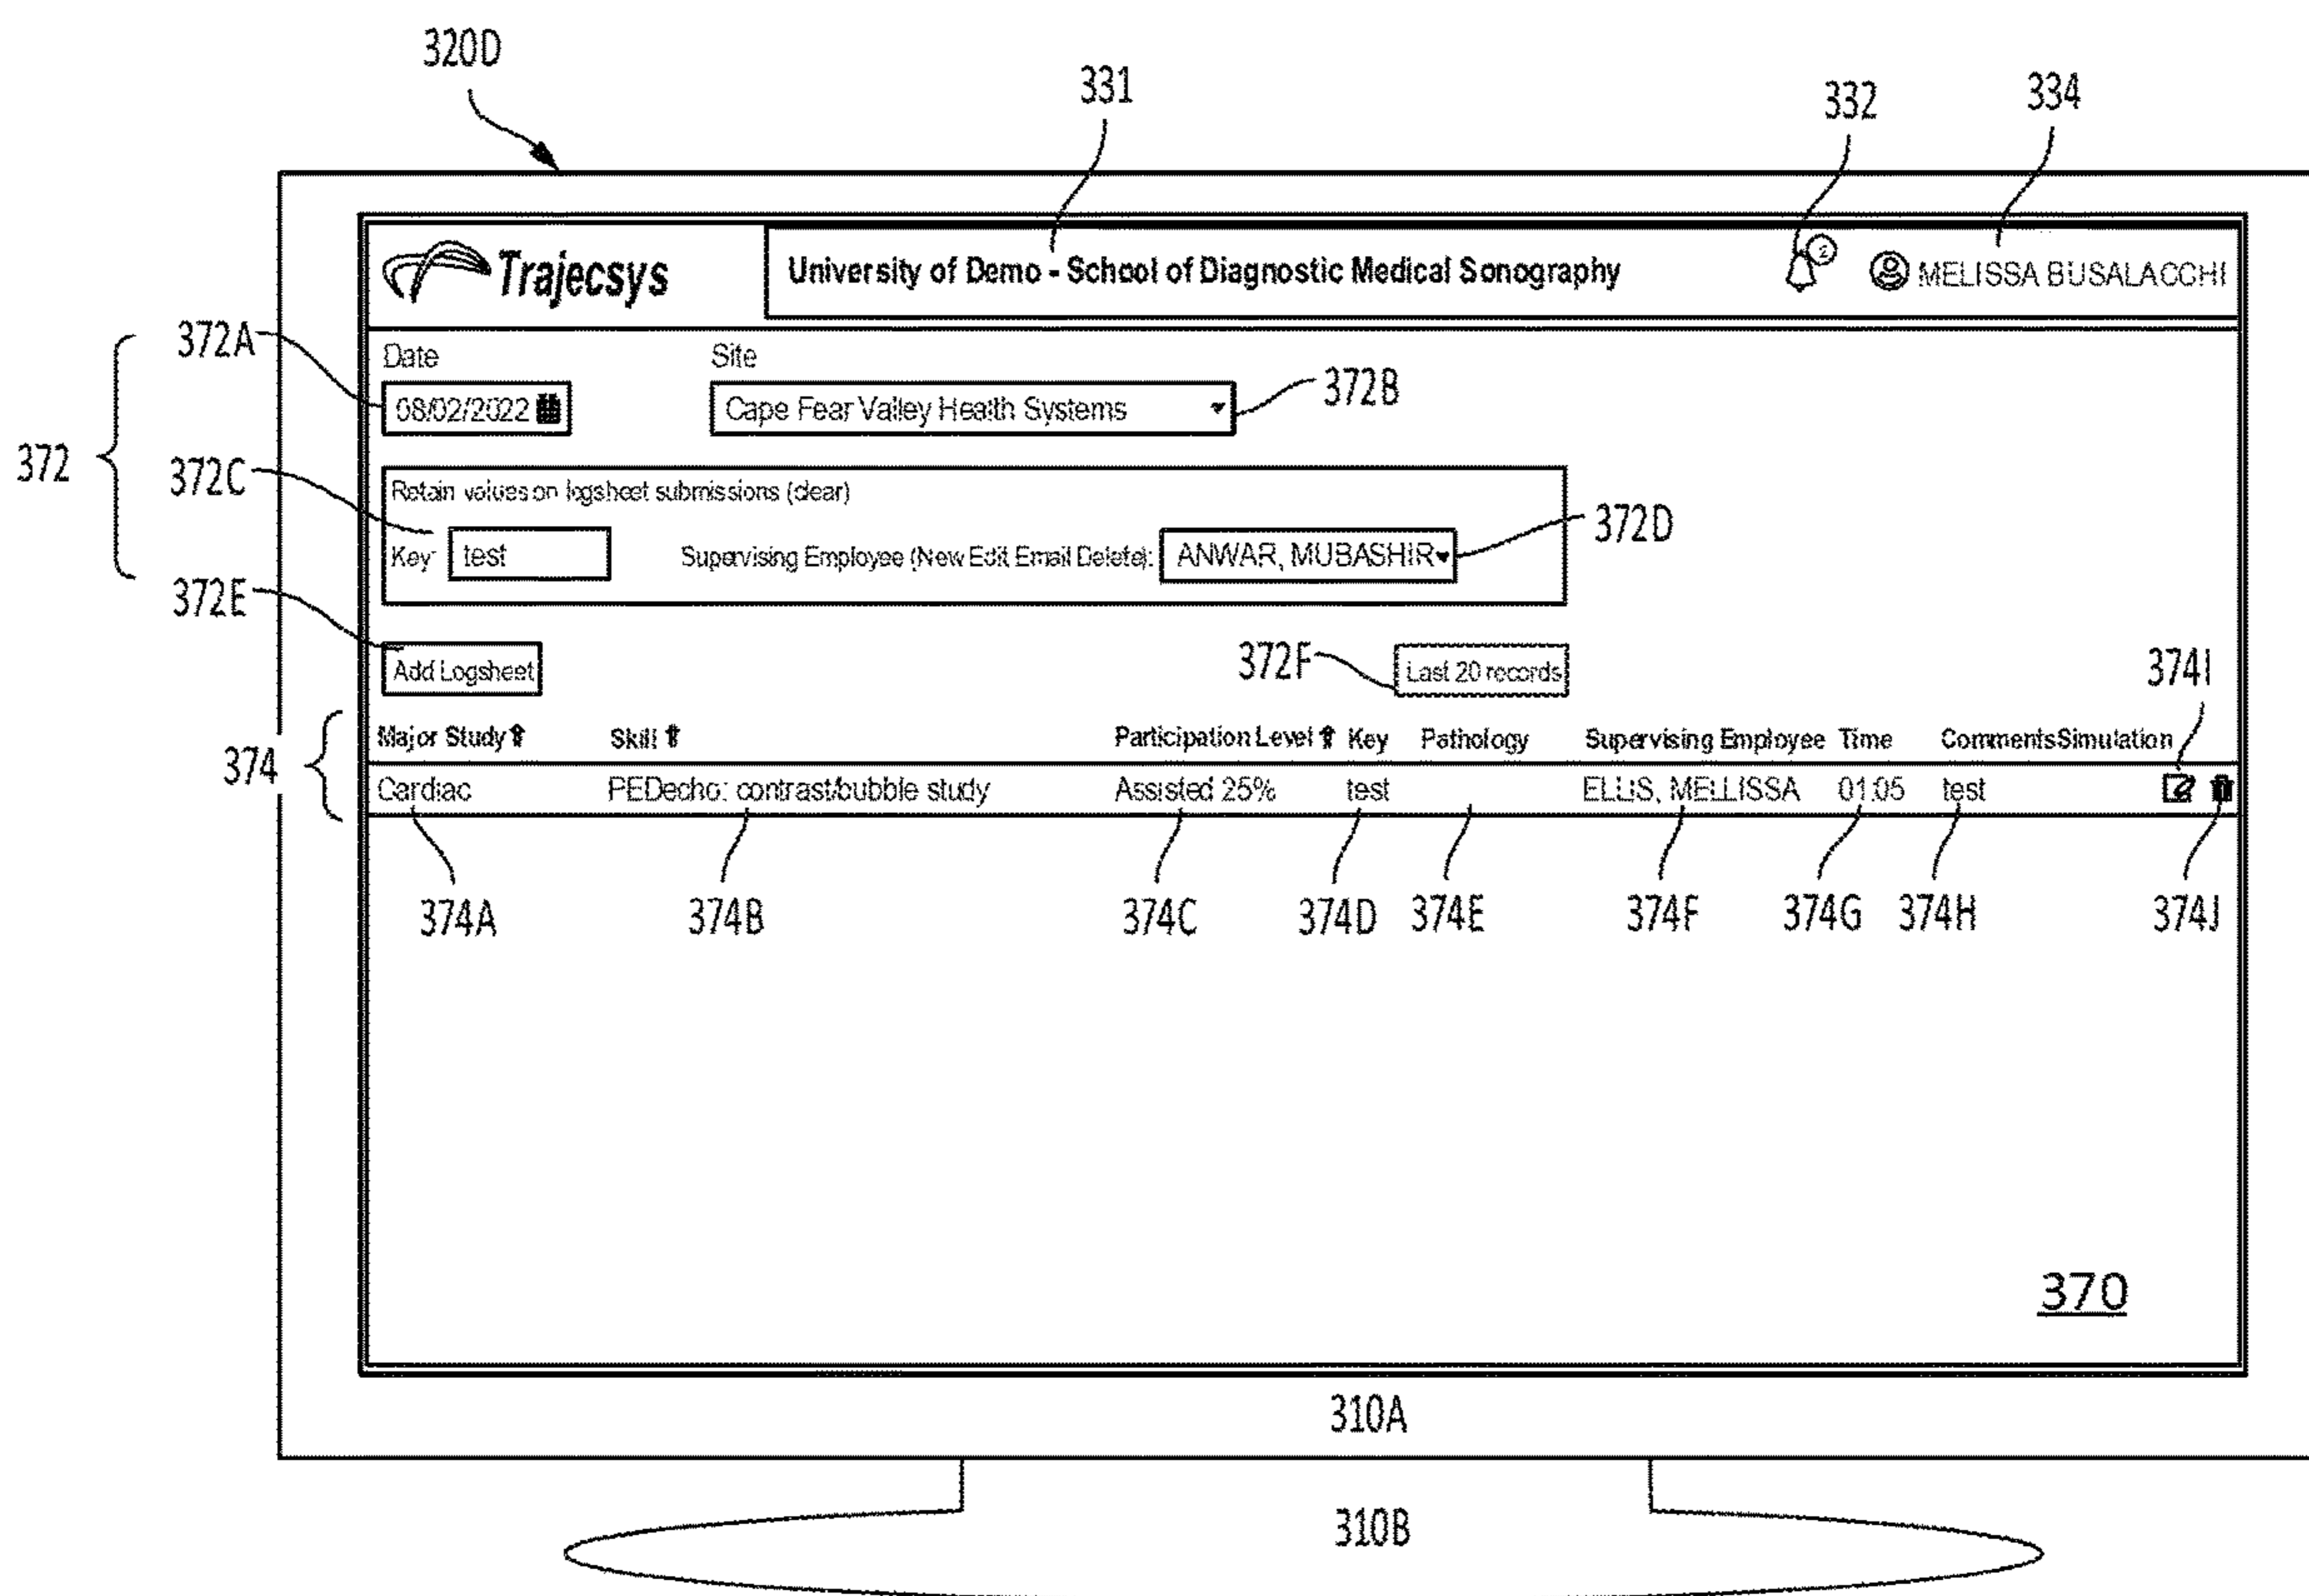 320D
331
332
334
Trajecsys
University of Demo - School of Diagnostic Medical Sonography
2
MELISSA BUSALACCHI
372
372A
Date
Site
08/02/2022
Cape Fear Valley Health Systems
372B
372C
Retain values on logsheet submissions (clear)
Key:
test
Supervising Employee (New Edit Email Delete):
ANWAR, MUBASHIR
372D
372E
Add Logsheet
372F
Last 20 records
374I
374
Major Study Skill Participation Level Key Pathology Supervising Employee Time Comments Simulation
Cardiac PEDecho: contrast/bubble study Assisted 25% test ELLIS, MELLISSA 01:05 test
374A 374B 374C 374D 374E 374F 374G 374H 374J
370
310A
310B